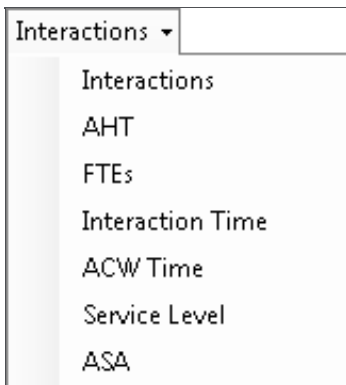 Interactions
Interactions
AHT
FTEs
Interaction Time
ACW Time
Service Level
ASA